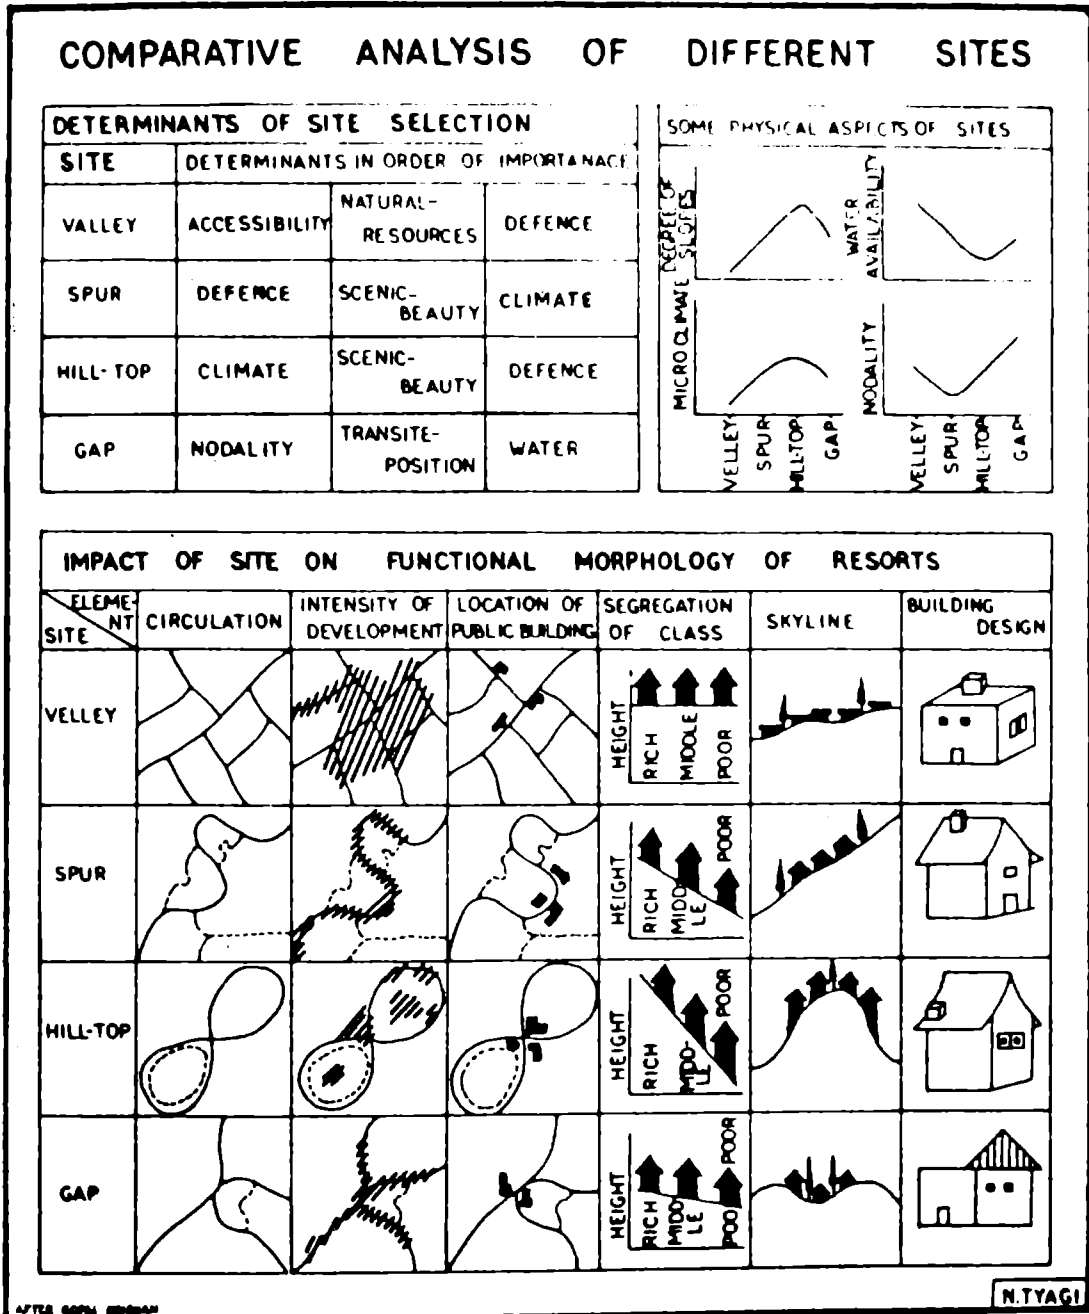 COMPARATIVE ANALYSIS OF DIFFERENT SITES
DETERMINANTS OF SITE SELECTION
SITE DETERMINANTS IN ORDER OF IMPORTANACE
VALLEY ACCESSIBILITY NATURAL-
RESOURCES DEFENCE
SPUR DEFENCE SCENIC-
BEAUTY CLIMATE
HILL-TOP CLIMATE SCENIC-
BEAUTY DEFENCE
GAP NODALITY TRANSITE-
POSITION WATER
SOME PHYSICAL ASPECTS OF SITES
DEGREE OF
SLOPES
WATER
AVAILABILITY
MICROCLIMATE
NODALITY
VELLEY
SPUR
HILL-TOP
GAP
VELLEY
SPUR
HILL-TOP
GAP
IMPACT OF SITE ON FUNCTIONAL MORPHOLOGY OF RESORTS
ELEME-
NT
SITE
CIRCULATION
INTENSITY OF
DEVELOPMENT
LOCATION OF
PUBLIC BUILDING
SEGREGATION
OF CLASS
SKYLINE
BUILDING
DESIGN
VELLEY
HEIGHT
RICH
MIDDLE
POOR
SPUR
HEIGHT
RICH
MIDD-
LE
POOR
HILL-TOP
HEIGHT
RICH
MIDD-
LE
POOR
GAP
HEIGHT
RICH
MIDD-
LE
POOR
POOR
AFTER
N.TYAGI